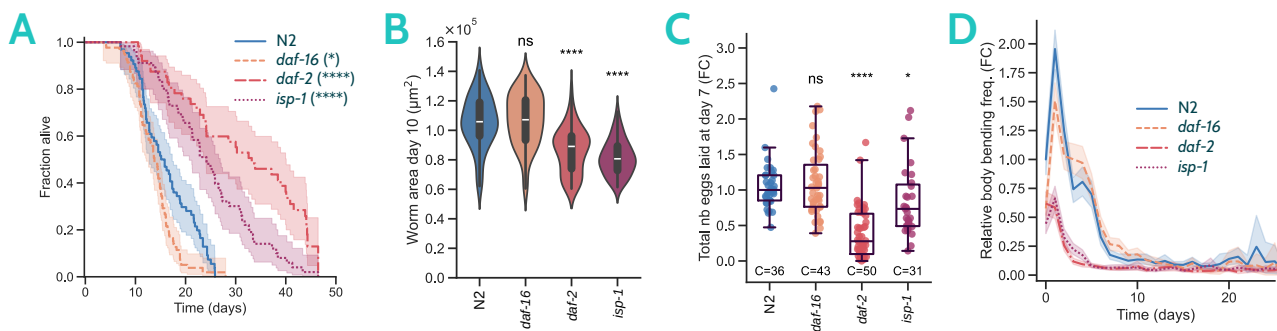 A
1.0
0.8
0.6
0.4
0.2
0.0
Fraction alive
0 10 20 30 40 50
Time (days)
N2
daf-16 (*)
daf-2 (****)
isp-1 (****)
B
×10⁵
1.6
1.4
1.2
1.0
0.8
0.6
0.4
0.2
0.0
Worm area day 10 (μm²)
ns
****
****
N2
daf-16
daf-2
isp-1
C
3.0
2.5
2.0
1.5
1.0
0.5
0.0
Total nb eggs laid at day 7 (FC)
ns
****
*
C=36 C=43 C=50 C=31
N2
daf-16
daf-2
isp-1
D
2.00
1.75
1.50
1.25
1.00
0.75
0.50
0.25
0.00
Relative body bending freq. (FC)
0 10 20
Time (days)
N2
daf-16
daf-2
isp-1